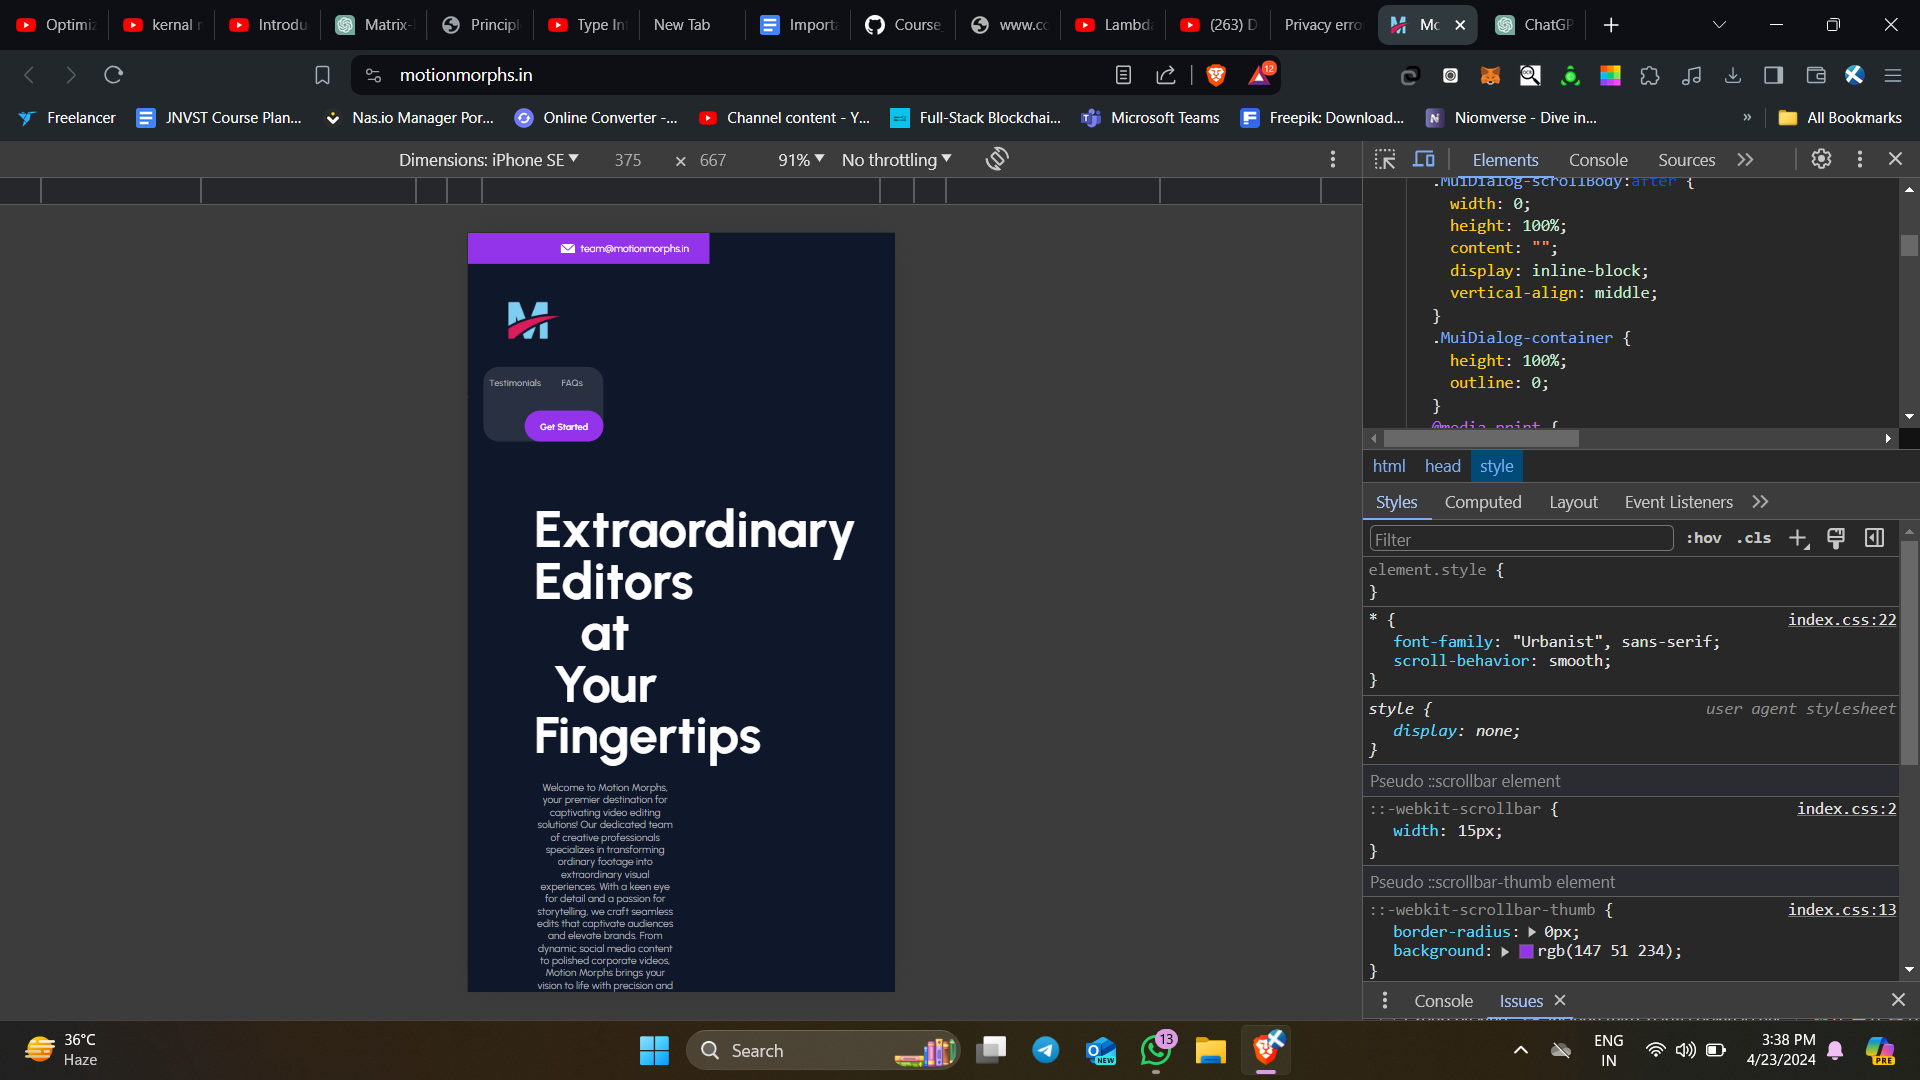 Optimiz
kernal r
Introdu
Matrix-
Principl
Type In
New Tab
Importa
Course_
www.cc
Lambda
(263) D
Privacy erro
Mo
ChatGP
motionmorphs.in
12
Freelancer
JNVST Course Plan...
Nas.io Manager Por...
Online Converter -...
Channel content - Y...
Full-Stack Blockchai...
Microsoft Teams
Freepik: Download...
Niomverse - Dive in...
»
All Bookmarks
Dimensions: iPhone SE
375 × 667
91%
No throttling
Elements
Console
Sources
team@motionmorphs.in
M
Testimonials
FAQs
Get Started
Extraordinary
Editors
at
Your
Fingertips
Welcome to Motion Morphs,
your premier destination for
captivating video editing
solutions! Our dedicated team
of creative professionals
specializes in transforming
ordinary footage into
extraordinary visual
experiences. With a keen eye
for detail and a passion for
storytelling, we craft seamless
edits that captivate audiences
and elevate brands. From
dynamic social media content
to polished corporate videos,
Motion Morphs brings your
vision to life with precision and
.MuiDialog-scrollBody:after {
width: 0;
height: 100%;
content: "";
display: inline-block;
vertical-align: middle;
}
.MuiDialog-container {
height: 100%;
outline: 0;
}
@media print {
html head style
Styles
Computed
Layout
Event Listeners
Filter
:hov .cls
element.style {
}
* { index.css:22
font-family: "Urbanist", sans-serif;
scroll-behavior: smooth;
}
style { user agent stylesheet
display: none;
}
Pseudo ::scrollbar element
::-webkit-scrollbar { index.css:2
width: 15px;
}
Pseudo ::scrollbar-thumb element
::-webkit-scrollbar-thumb { index.css:13
border-radius: 0px;
background: rgb(147 51 234);
}
Console
Issues
36°C
Haze
Search
NEW
13
ENG
IN
3:38 PM
4/23/2024
PRE